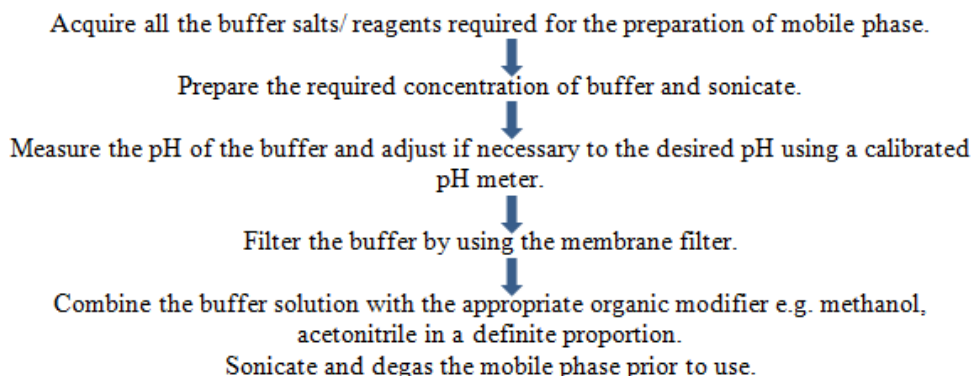 Acquire all the buffer salts/ reagents required for the preparation of mobile phase.
Prepare the required concentration of buffer and sonicate.
Measure the pH of the buffer and adjust if necessary to the desired pH using a calibrated
pH meter.
Filter the buffer by using the membrane filter.
Combine the buffer solution with the appropriate organic modifier e.g. methanol,
acetonitrile in a definite proportion.
Sonicate and degas the mobile phase prior to use.